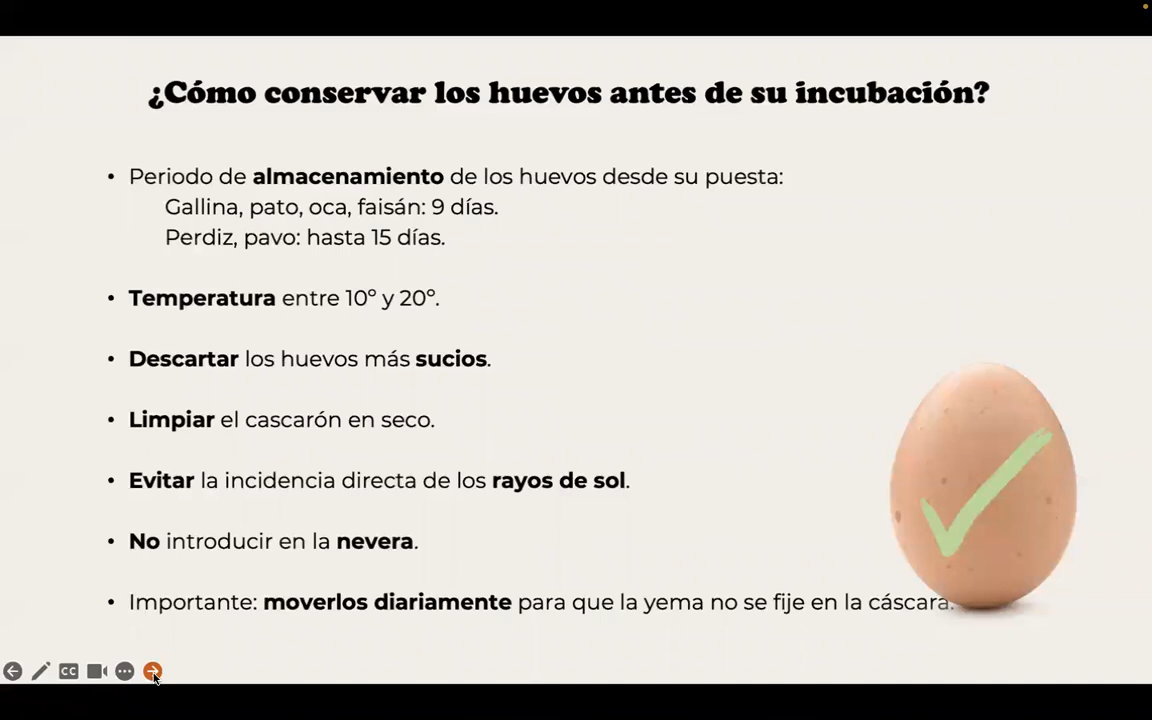 ¿Cómo conservar los huevos antes de su incubación?
• Periodo de almacenamiento de los huevos desde su puesta:
Gallina, pato, oca, faisán: 9 días.
Perdiz, pavo: hasta 15 días.
• Temperatura entre 10º y 20º.
• Descartar los huevos más sucios.
• Limpiar el cascarón en seco.
• Evitar la incidencia directa de los rayos de sol.
• No introducir en la nevera.
• Importante: moverlos diariamente para que la yema no se fije en la cáscara.
CC